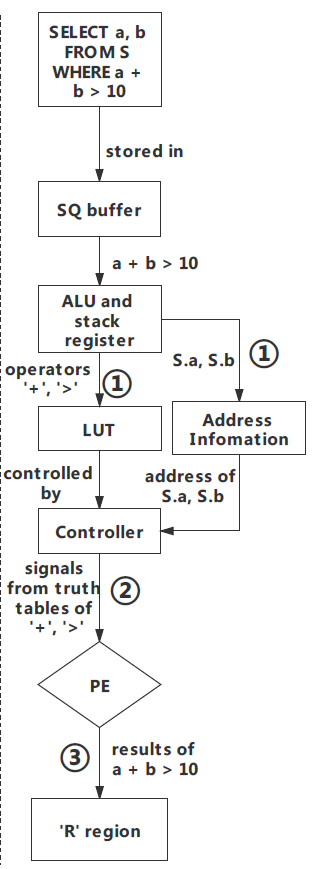 SELECT a, b
FROM S
WHERE a +
b > 10
stored in
SQ buffer
a + b > 10
ALU and
stack
register
operators
'+', '>'
①
S.a, S.b
①
LUT
Address
Infomation
controlled
by
address of
S.a, S.b
Controller
signals
from truth
tables of
'+', '>'
②
PE
③
results of
a + b > 10
'R' region